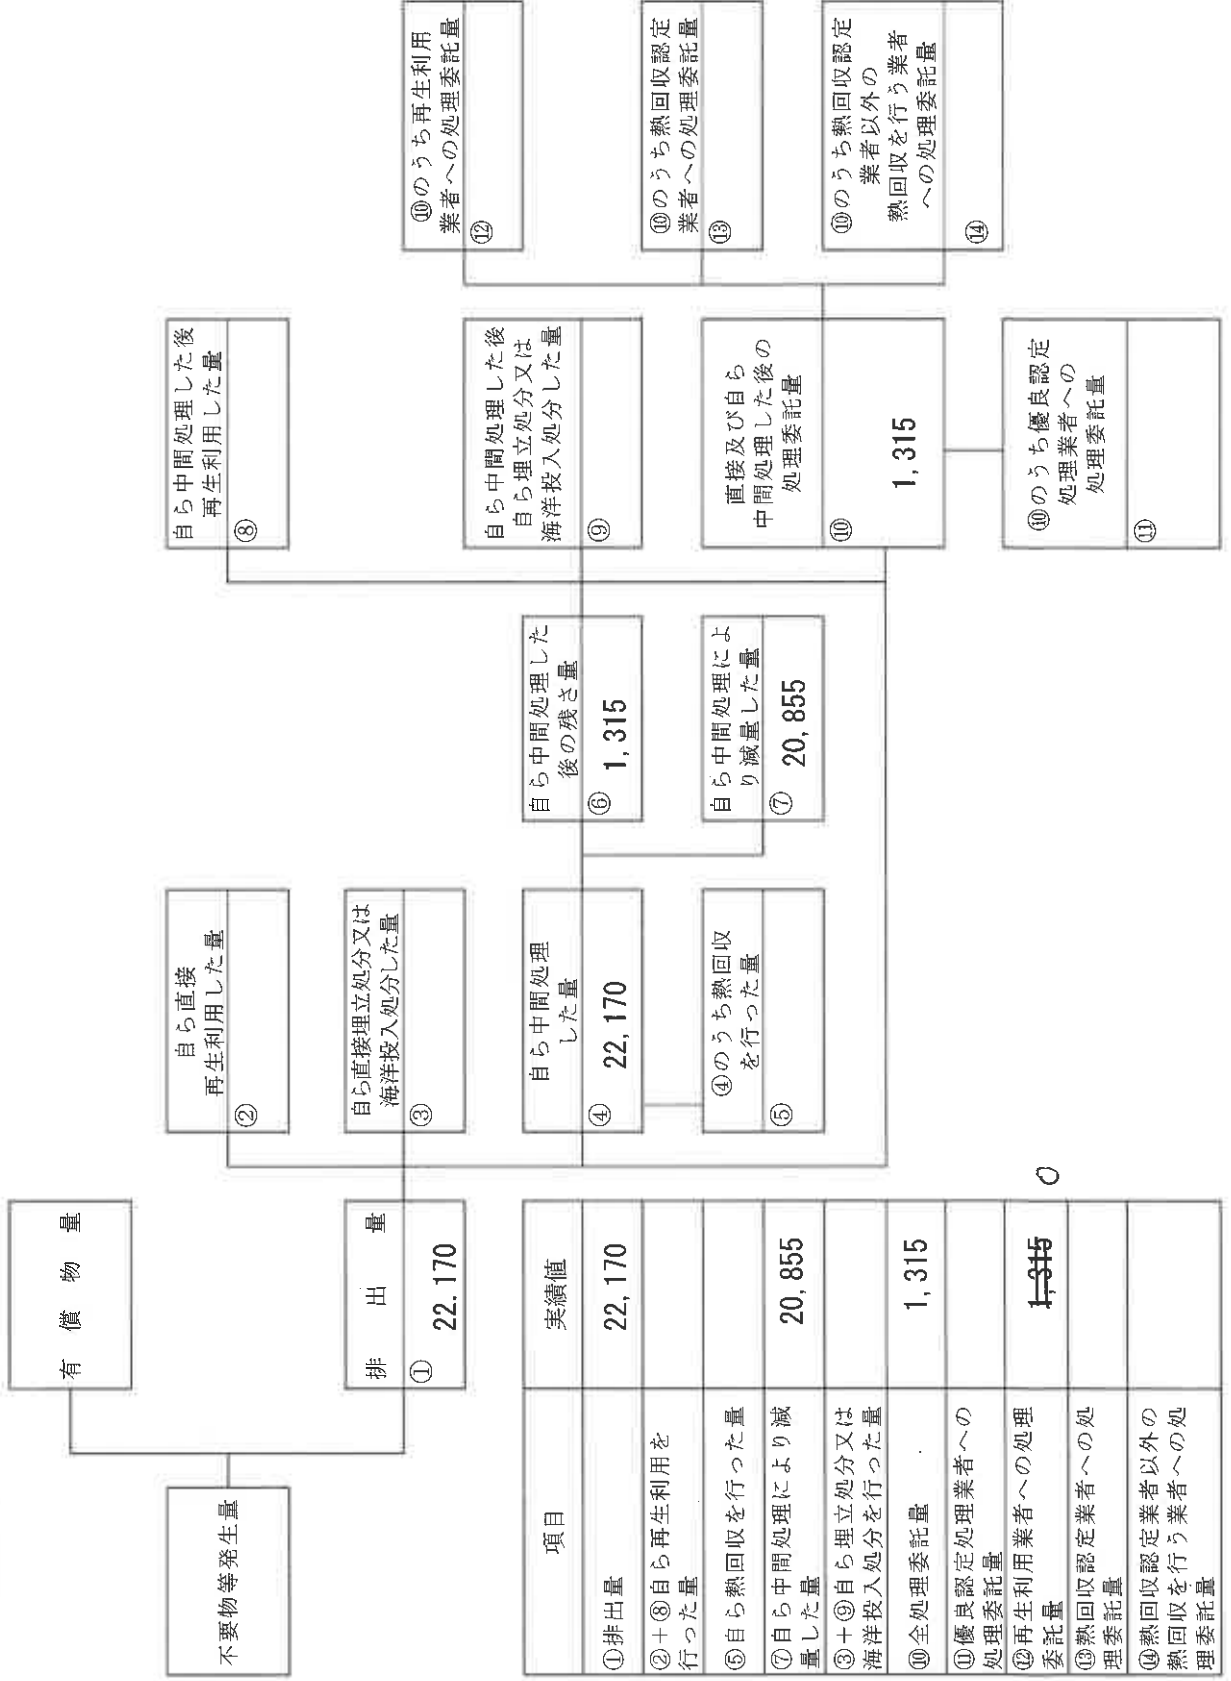 不要物等発生量
有償物量
排出量
①
22.170
自ら直接
再生利用した量
②
自ら直接埋立処分又は
海洋投入処分した量
③
自ら中間処理
した量
④
22,170
④のうち熱回収
を行った量
⑤
自ら中間処理した
後の残さ量
⑥
1,315
自ら中間処理によ
り減量した量
⑦
20,855
自ら中間処理した後
再生利用した量
⑧
自ら中間処理した後
自ら埋立処分又は
海洋投入処分した量
⑨
直接及び自ら
中間処理した後の
処理委託量
⑩
1,315
⑩のうち優良認定
処理業者への
処理委託量
⑪
⑩のうち再生利用
業者への処理委託量
⑫
⑩のうち熱回収認定
業者への処理委託量
⑬
⑩のうち熱回収認定
業者以外の
熱回収を行う業者
への処理委託量
⑭
項目 実績値
①排出量 22,170
②+⑧自ら再生利用を
行った量
⑤自ら熱回収を行った量
⑦自ら中間処理により減
量した量 20,855
③+⑨自ら埋立処分又は
海洋投入処分を行った量
⑩全処理委託量 1,315
⑪優良認定処理業者への
処理委託量
⑫再生利用業者への処理
委託量 1,315 0
⑬熱回収認定業者への処
理委託量
⑭熱回収認定業者以外の
熱回収を行う業者への処
理委託量